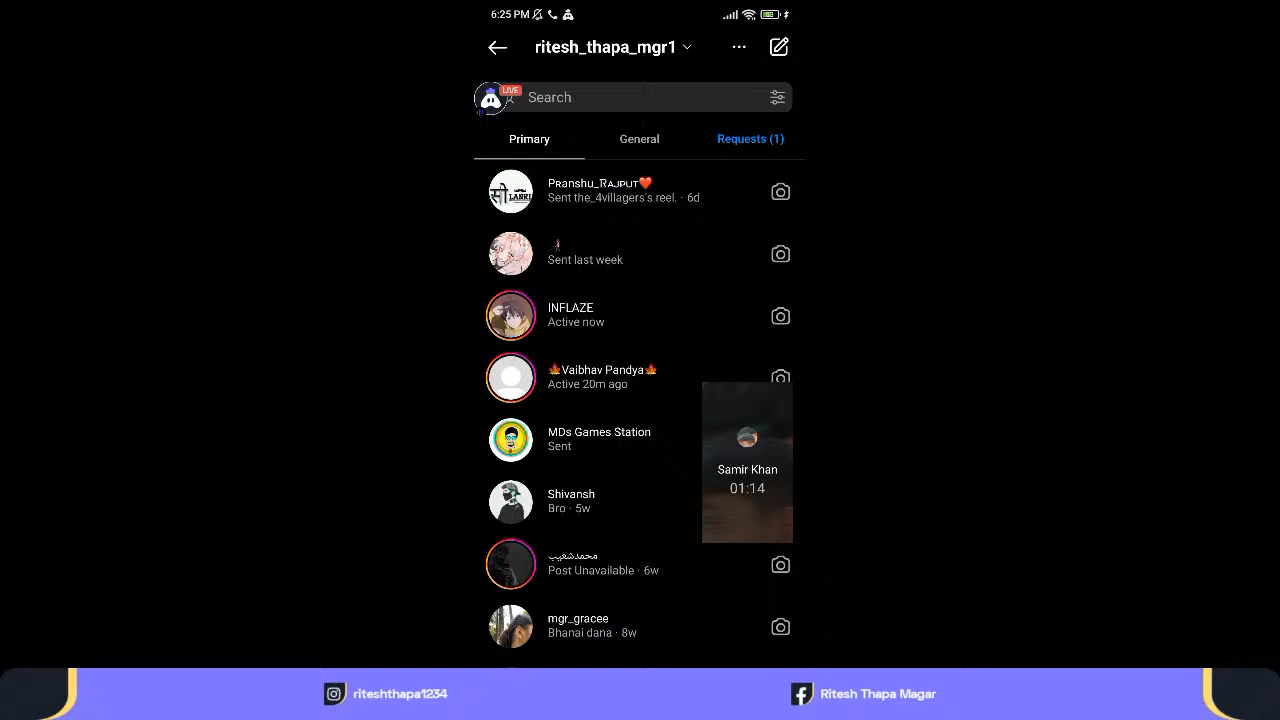 6:25 PM
ritesh_thapa_mgr1
LIVE
Search
Primary
General
Requests (1)
Pʀanshu_Rᴀᴊᴘᴜᴛ❤️
Sent the_4villagers's reel. · 6d
सो
LANKI
Sent last week
INFLAZE
Active now
🍁Vaibhav Pandya🍁
Active 20m ago
MDs Games Station
Sent
Samir Khan
01:14
Shivansh
Bro · 5w
محمدشعیب
Post Unavailable · 6w
mgr_gracee
Bhanai dana · 8w
riteshthapa1234
Ritesh Thapa Magar